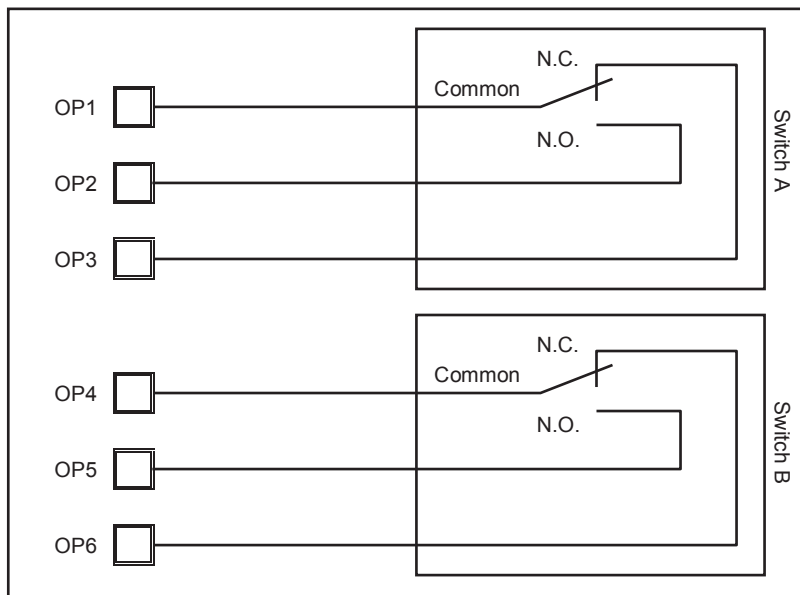 N.C.
Common
OP1
N.O.
OP2
OP3
Switch A
N.C.
Common
OP4
N.O.
OP5
OP6
Switch B